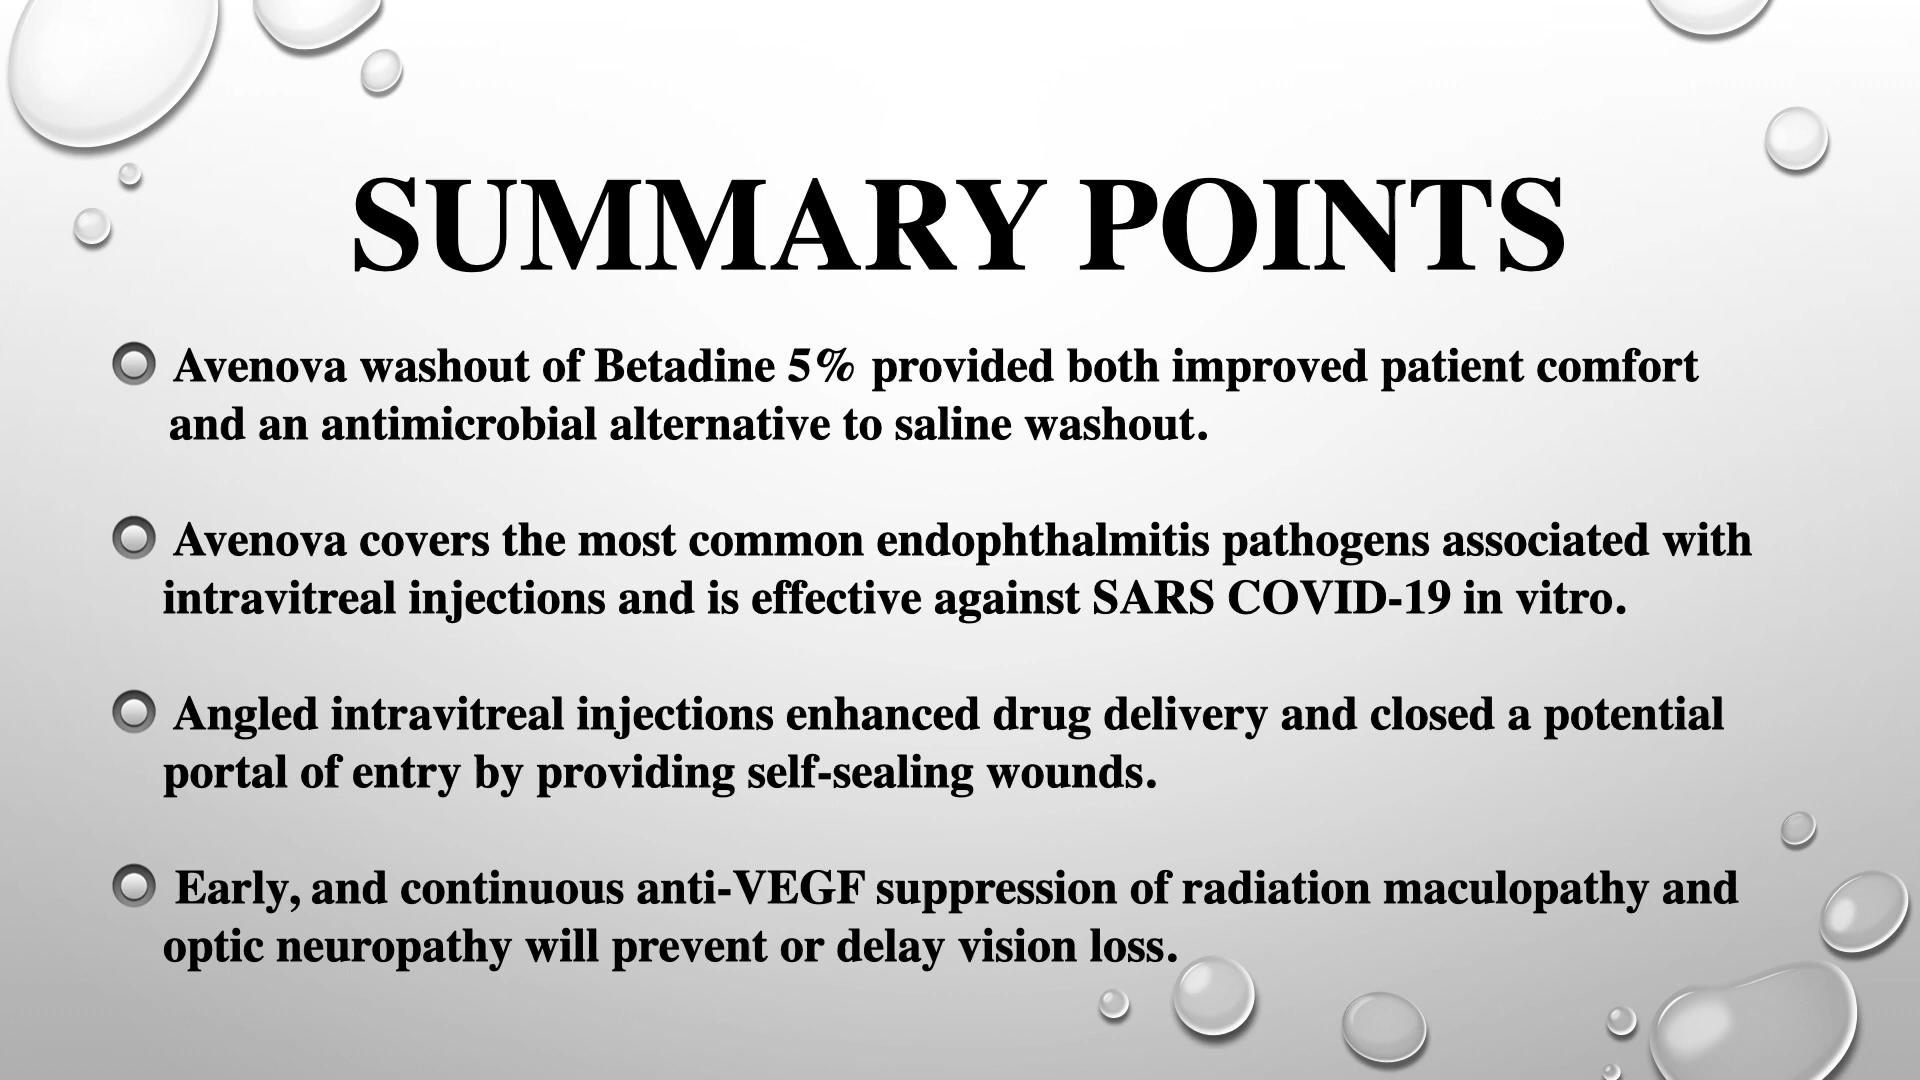 SUMMARY POINTS
Avenova washout of Betadine 5% provided both improved patient comfort
and an antimicrobial alternative to saline washout.
Avenova covers the most common endophthalmitis pathogens associated with
intravitreal injections and is effective against SARS COVID-19 in vitro.
Angled intravitreal injections enhanced drug delivery and closed a potential
portal of entry by providing self-sealing wounds.
Early, and continuous anti-VEGF suppression of radiation maculopathy and
optic neuropathy will prevent or delay vision loss.